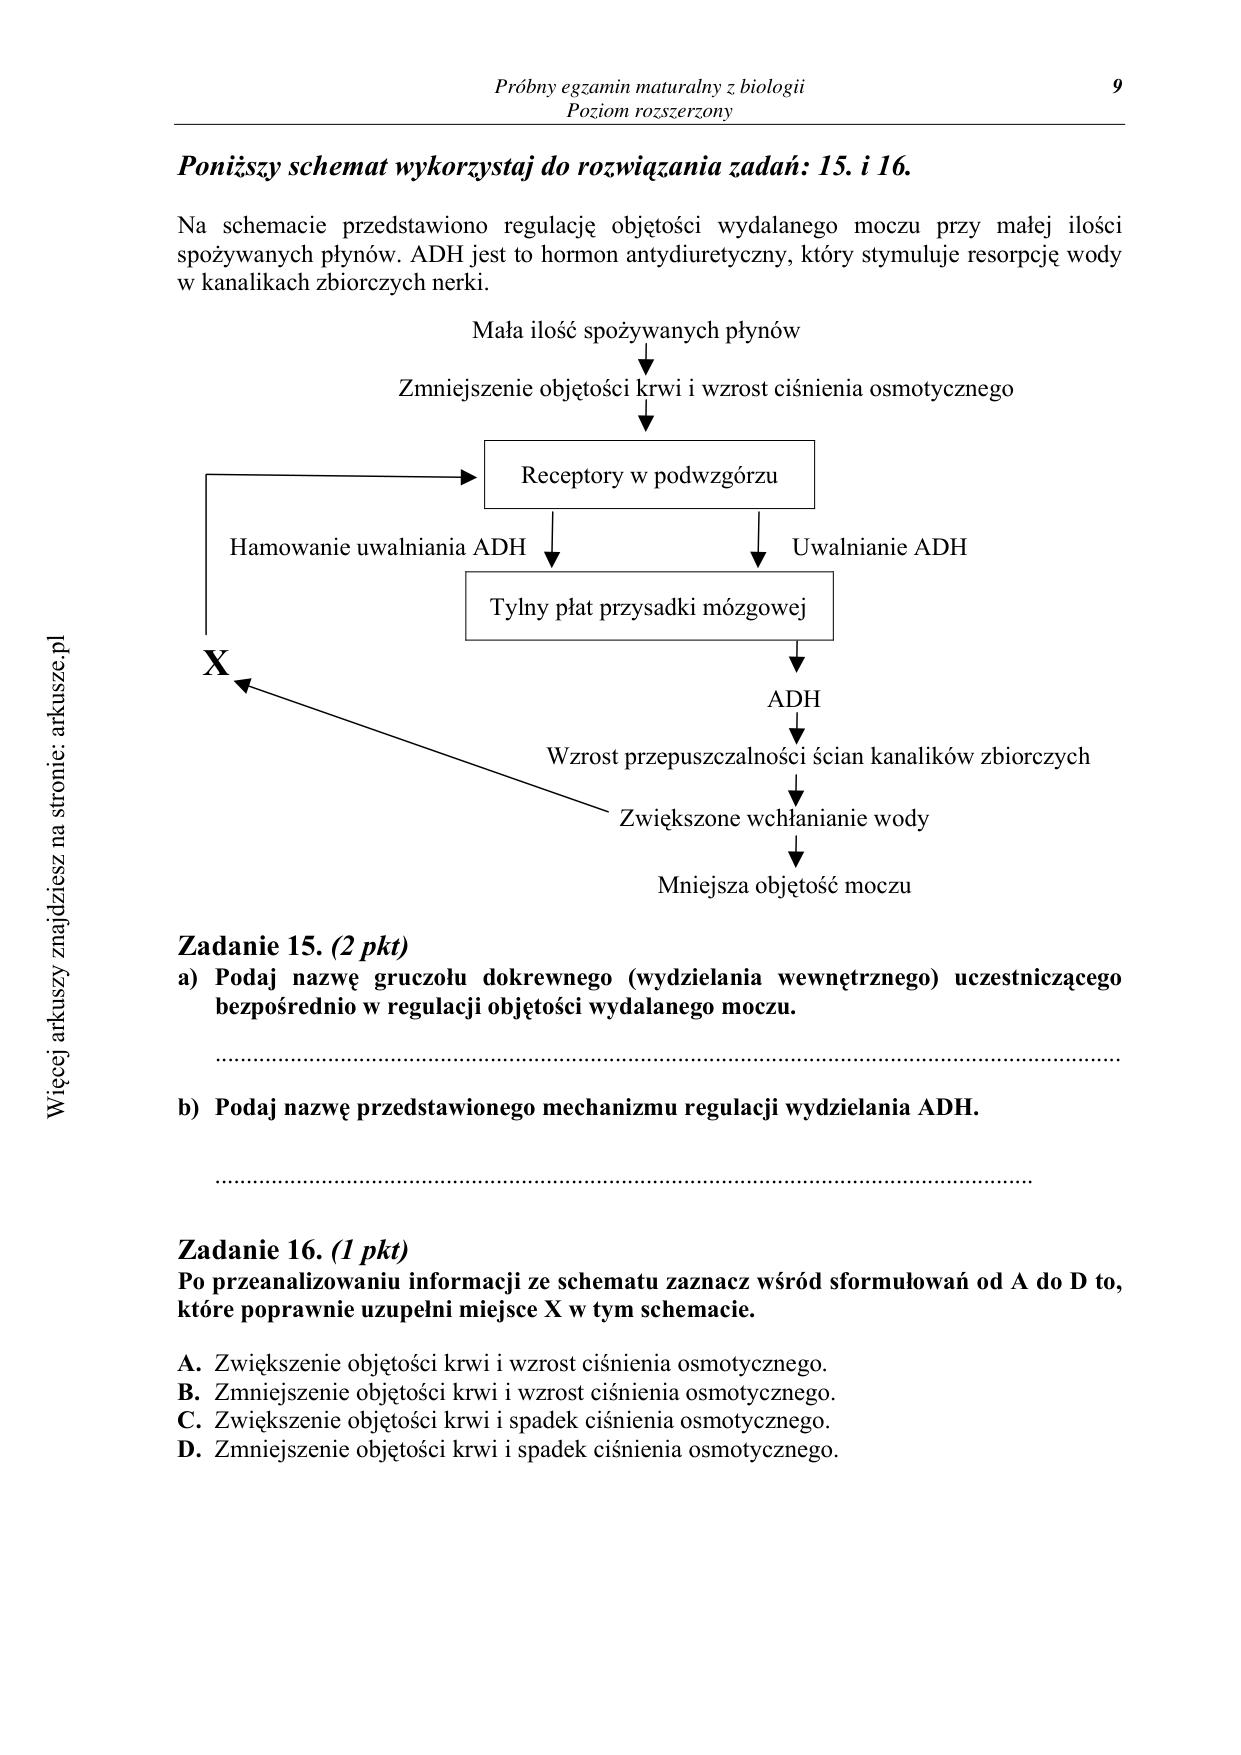 Próbny egzamin maturalny z biologii 9
Poziom rozszerzony
Poniższy schemat wykorzystaj do rozwiązania zadań: 15. i 16.
Na schemacie przedstawiono regulację objętości wydalanego moczu przy małej ilości
spożywanych płynów. ADH jest to hormon antydiuretyczny, który stymuluje resorpcję wody
w kanalikach zbiorczych nerki.
Mała ilość spożywanych płynów
Zmniejszenie objętości krwi i wzrost ciśnienia osmotycznego
Receptory w podwzgórzu
Hamowanie uwalniania ADH Uwalnianie ADH
Tylny płat przysadki mózgowej
X
ADH
Wzrost przepuszczalności ścian kanalików zbiorczych
Zwiększone wchłanianie wody
Mniejsza objętość moczu
Zadanie 15. (2 pkt)
a) Podaj nazwę gruczołu dokrewnego (wydzielania wewnętrznego) uczestniczącego
bezpośrednio w regulacji objętości wydalanego moczu.
................................................................................................................................................
b) Podaj nazwę przedstawionego mechanizmu regulacji wydzielania ADH.
..................................................................................................................................
Zadanie 16. (1 pkt)
Po przeanalizowaniu informacji ze schematu zaznacz wśród sformułowań od A do D to,
które poprawnie uzupełni miejsce X w tym schemacie.
A. Zwiększenie objętości krwi i wzrost ciśnienia osmotycznego.
B. Zmniejszenie objętości krwi i wzrost ciśnienia osmotycznego.
C. Zwiększenie objętości krwi i spadek ciśnienia osmotycznego.
D. Zmniejszenie objętości krwi i spadek ciśnienia osmotycznego.
Więcej arkuszy znajdziesz na stronie: arkusze.pl